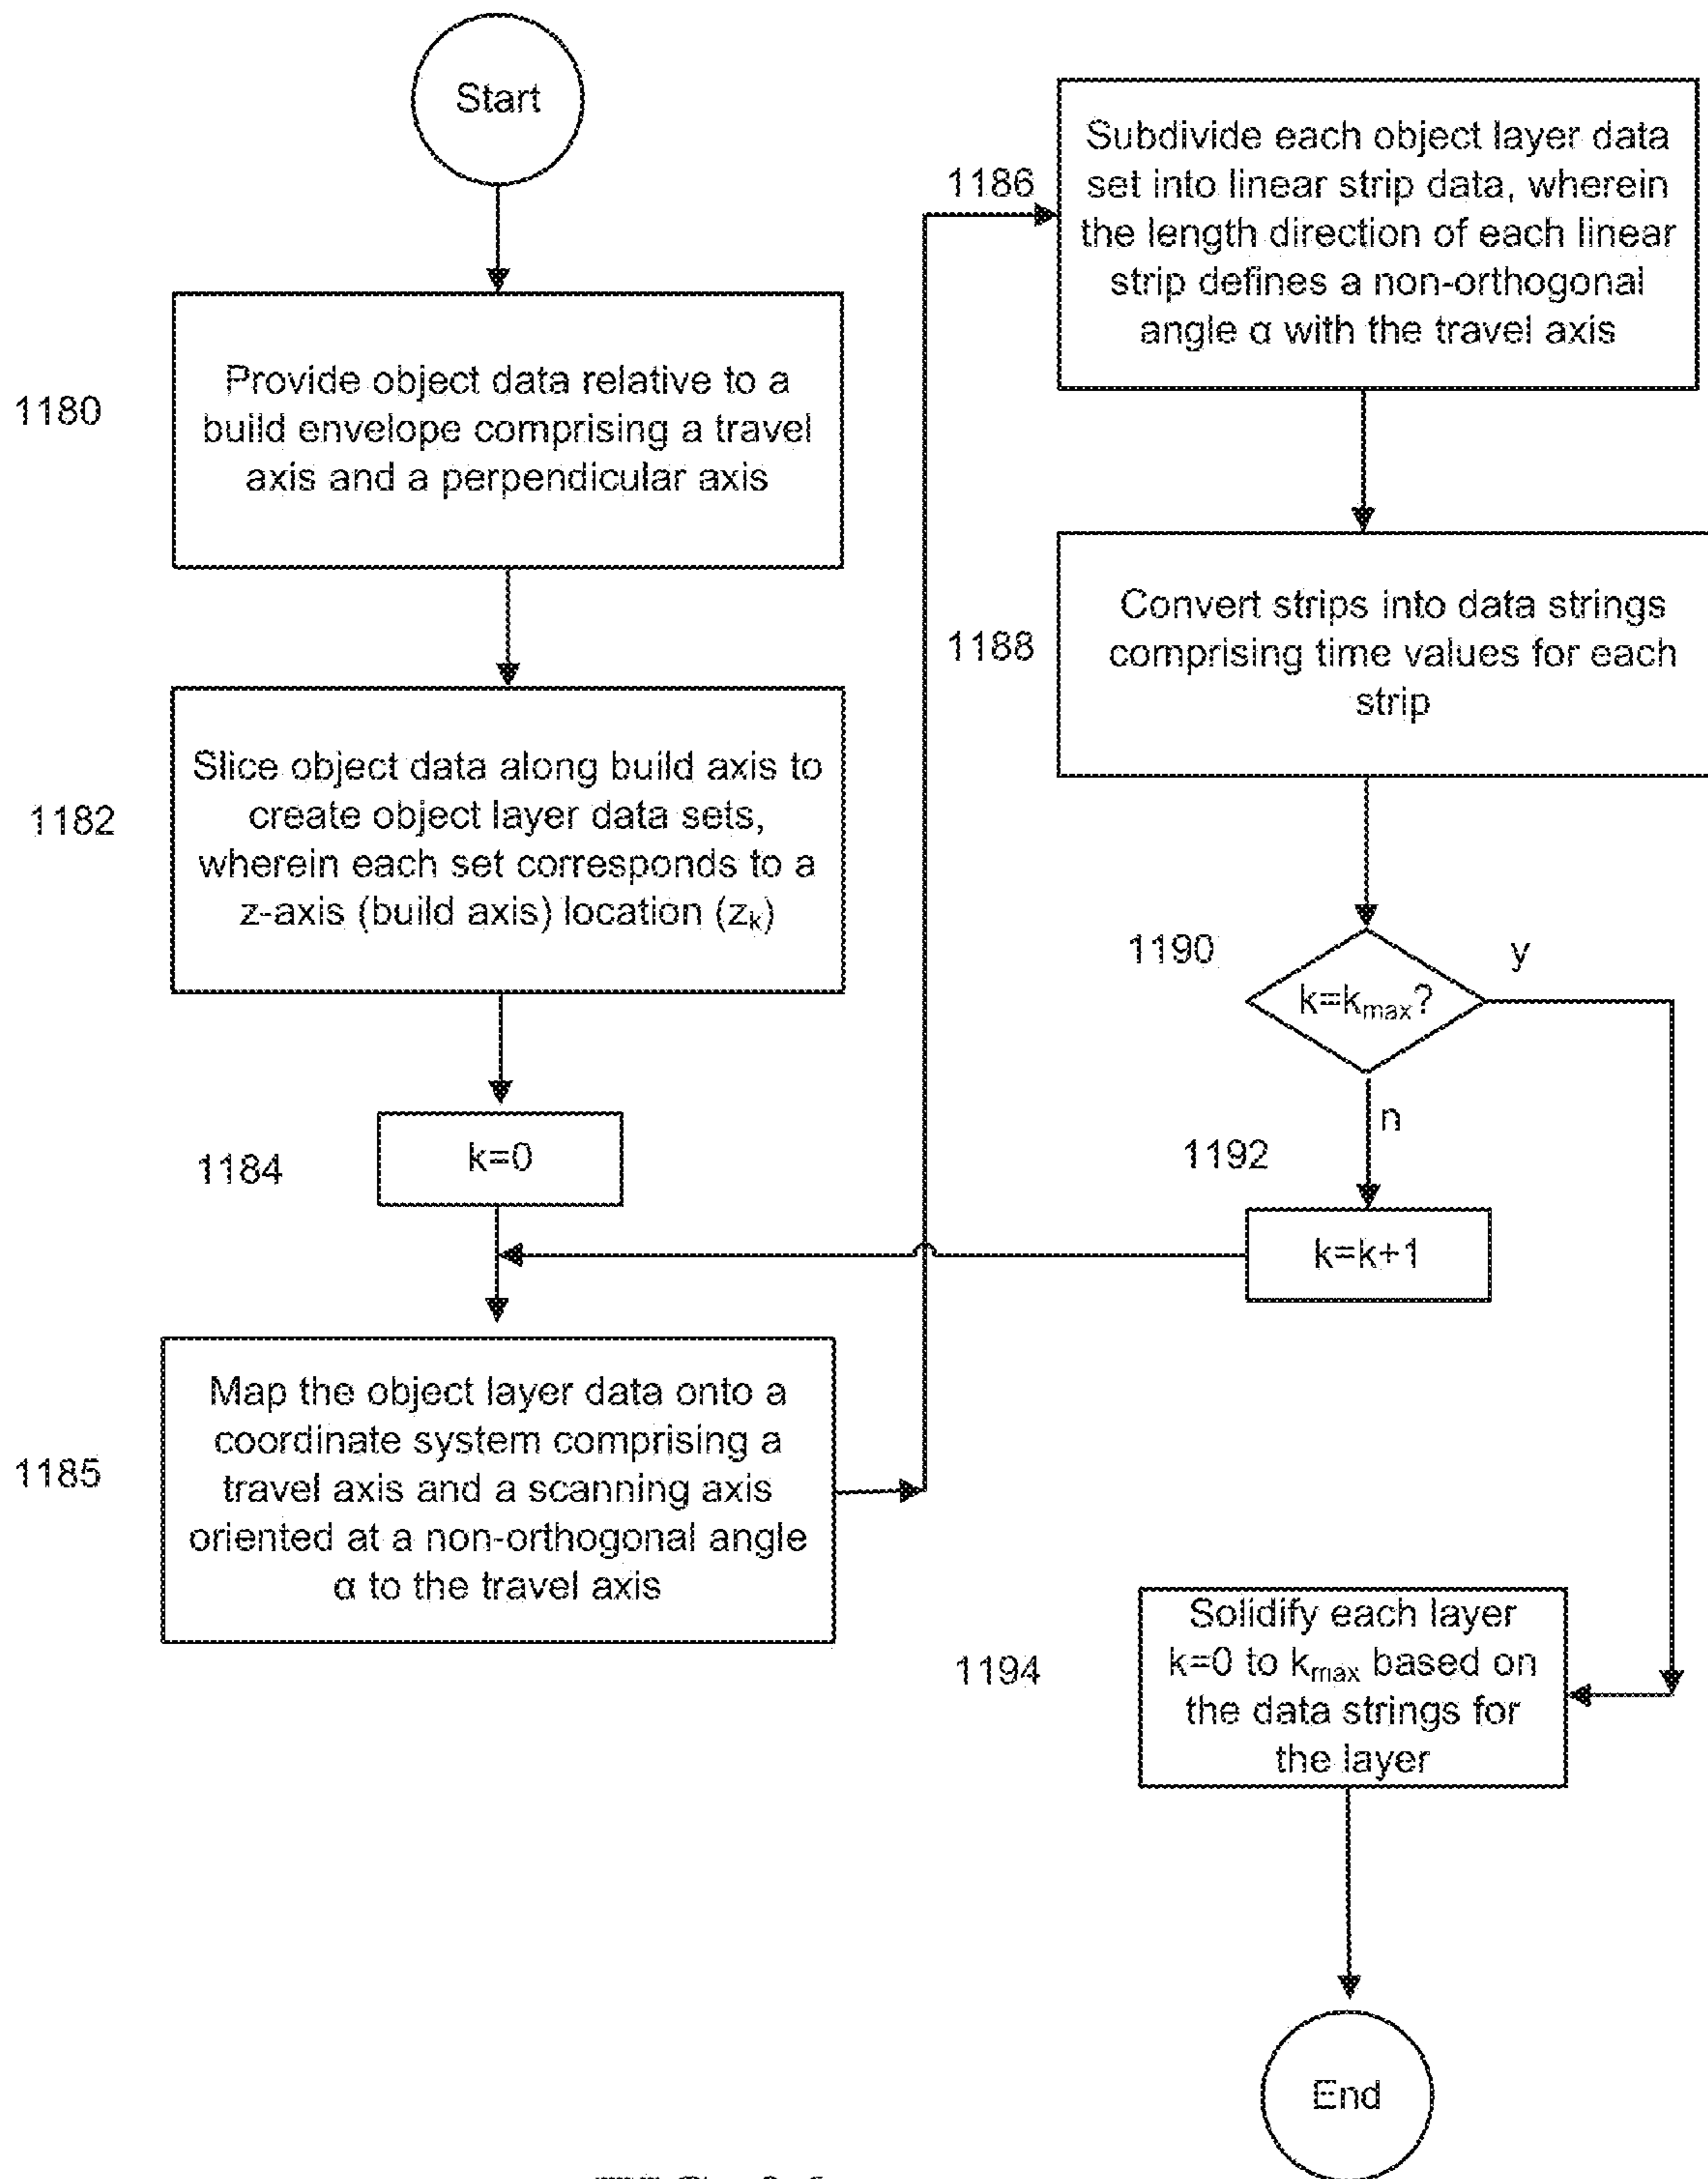 Start
1180
Provide object data relative to a
build envelope comprising a travel
axis and a perpendicular axis
1182
Slice object data along build axis to
create object layer data sets,
wherein each set corresponds to a
z-axis (build axis) location (zk)
1184
k=0
1185
Map the object layer data onto a
coordinate system comprising a
travel axis and a scanning axis
oriented at a non-orthogonal angle
α to the travel axis
1186
Subdivide each object layer data
set into linear strip data, wherein
the length direction of each linear
strip defines a non-orthogonal
angle α with the travel axis
1188
Convert strips into data strings
comprising time values for each
strip
1190
k=kmax?
y
n
1192
k=k+1
1194
Solidify each layer
k=0 to kmax based on
the data strings for
the layer
End